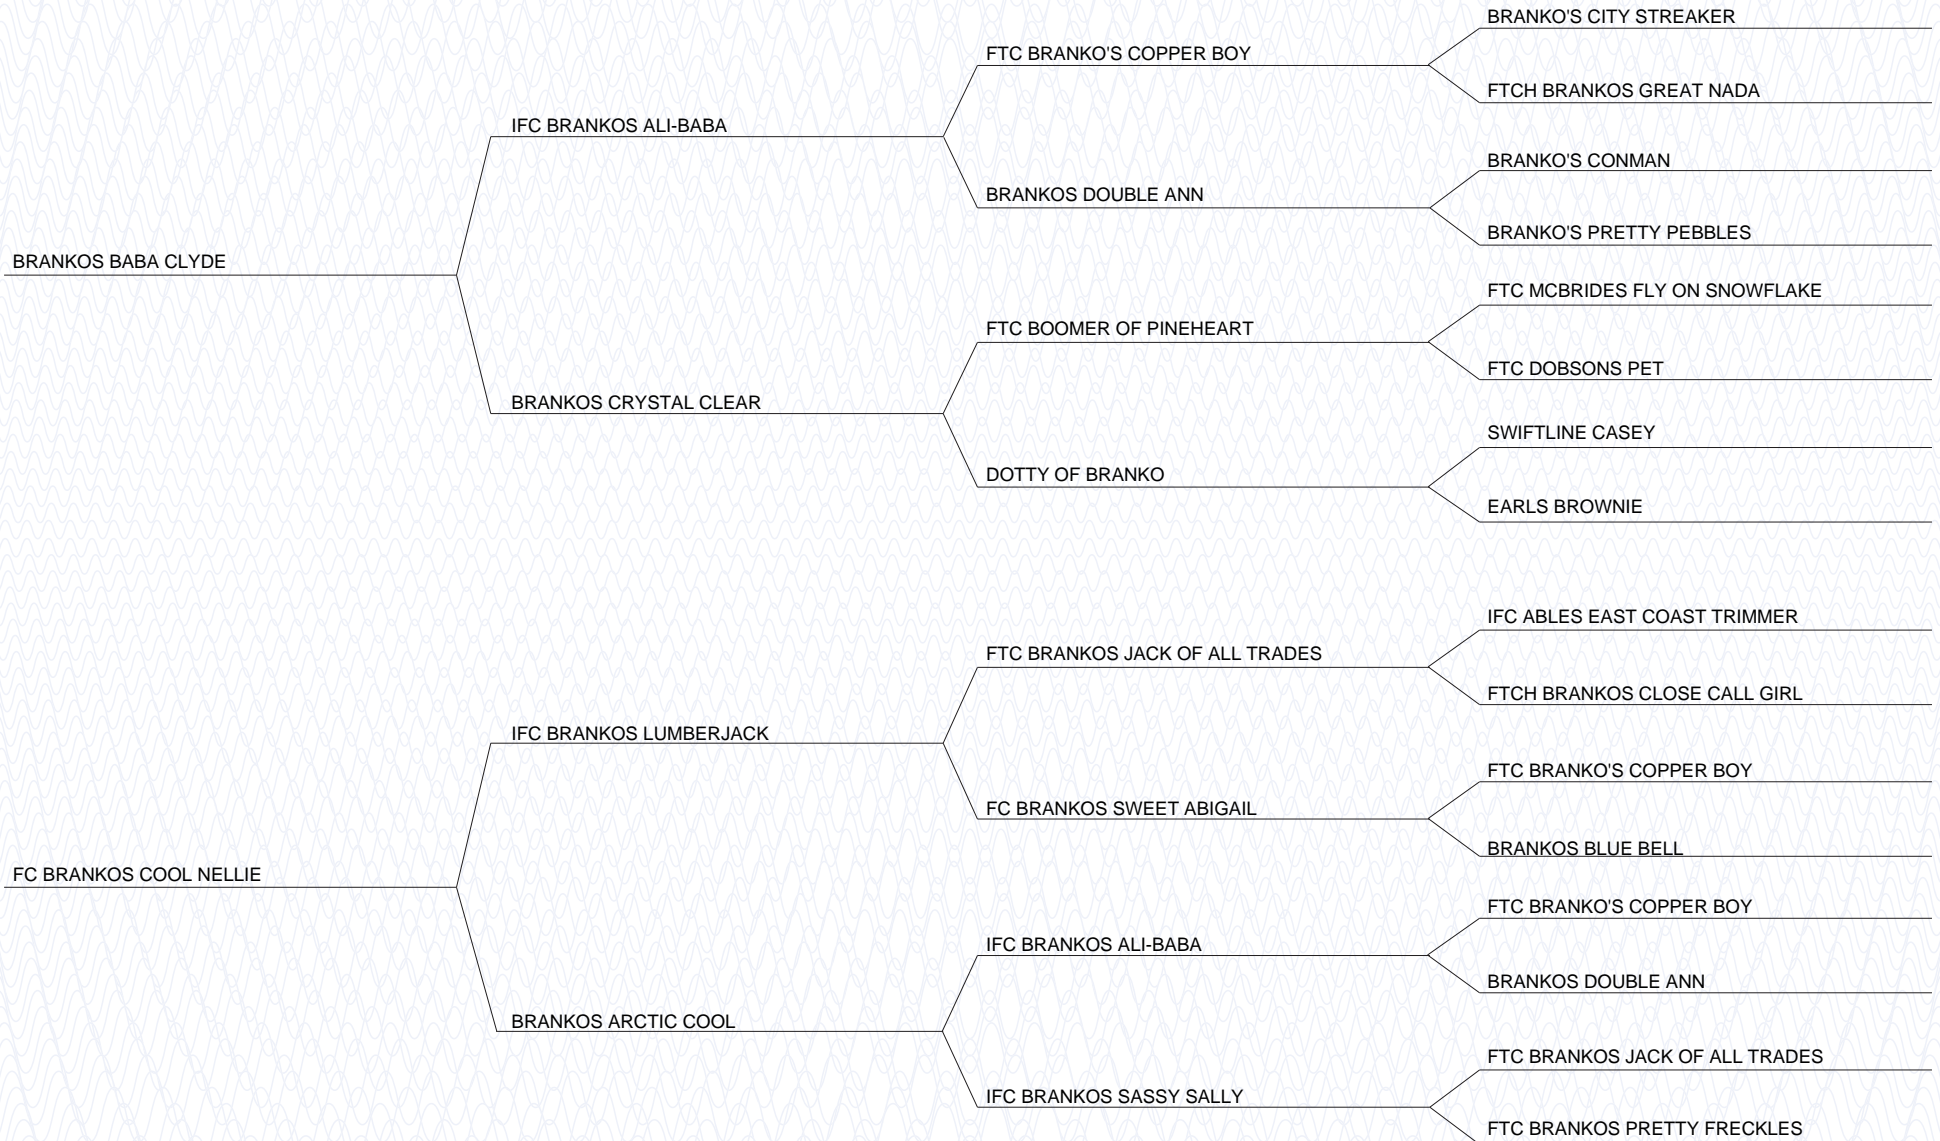 BRANKO'S CITY STREAKER
FTC BRANKO'S COPPER BOY
FTCH BRANKOS GREAT NADA
IFC BRANKOS ALI-BABA
BRANKO'S CONMAN
BRANKOS DOUBLE ANN
BRANKO'S PRETTY PEBBLES
BRANKOS BABA CLYDE
FTC MCBRIDES FLY ON SNOWFLAKE
FTC BOOMER OF PINEHEART
FTC DOBSONS PET
BRANKOS CRYSTAL CLEAR
SWIFTLINE CASEY
DOTTY OF BRANKO
EARLS BROWNIE
IFC ABLES EAST COAST TRIMMER
FTC BRANKOS JACK OF ALL TRADES
FTCH BRANKOS CLOSE CALL GIRL
IFC BRANKOS LUMBERJACK
FTC BRANKO'S COPPER BOY
FC BRANKOS SWEET ABIGAIL
BRANKOS BLUE BELL
FC BRANKOS COOL NELLIE
FTC BRANKO'S COPPER BOY
IFC BRANKOS ALI-BABA
BRANKOS DOUBLE ANN
BRANKOS ARCTIC COOL
FTC BRANKOS JACK OF ALL TRADES
IFC BRANKOS SASSY SALLY
FTC BRANKOS PRETTY FRECKLES